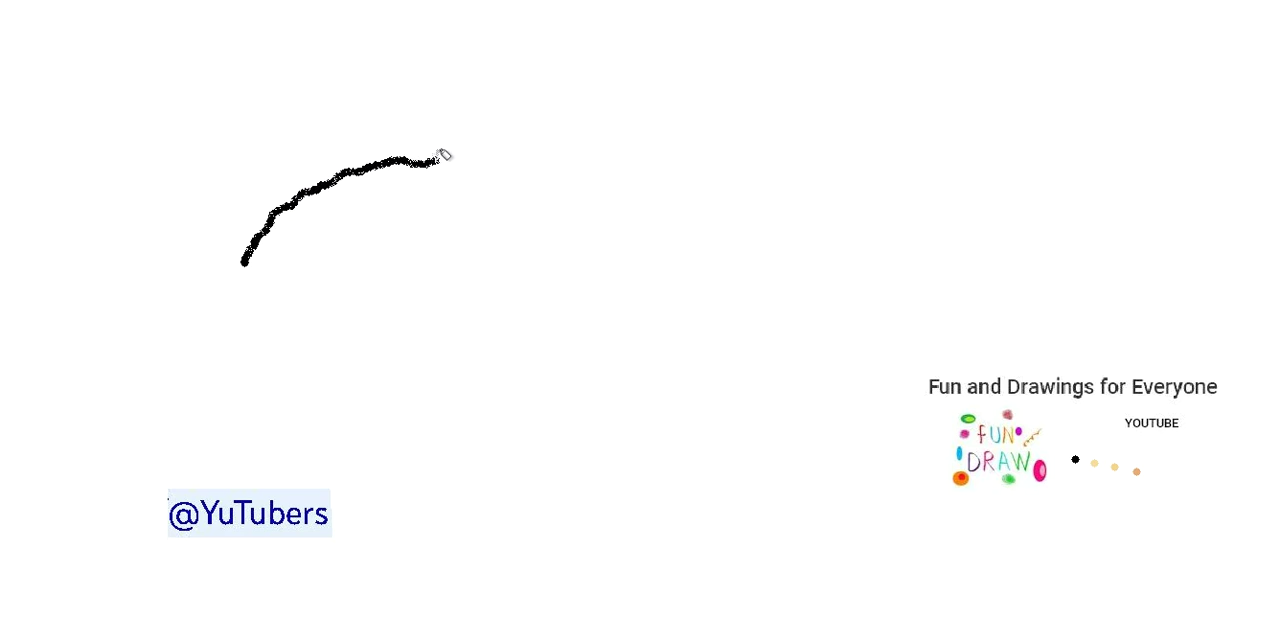 Fun and Drawings for Everyone
YOUTUBE
FUN
DRAW
@YuTubers